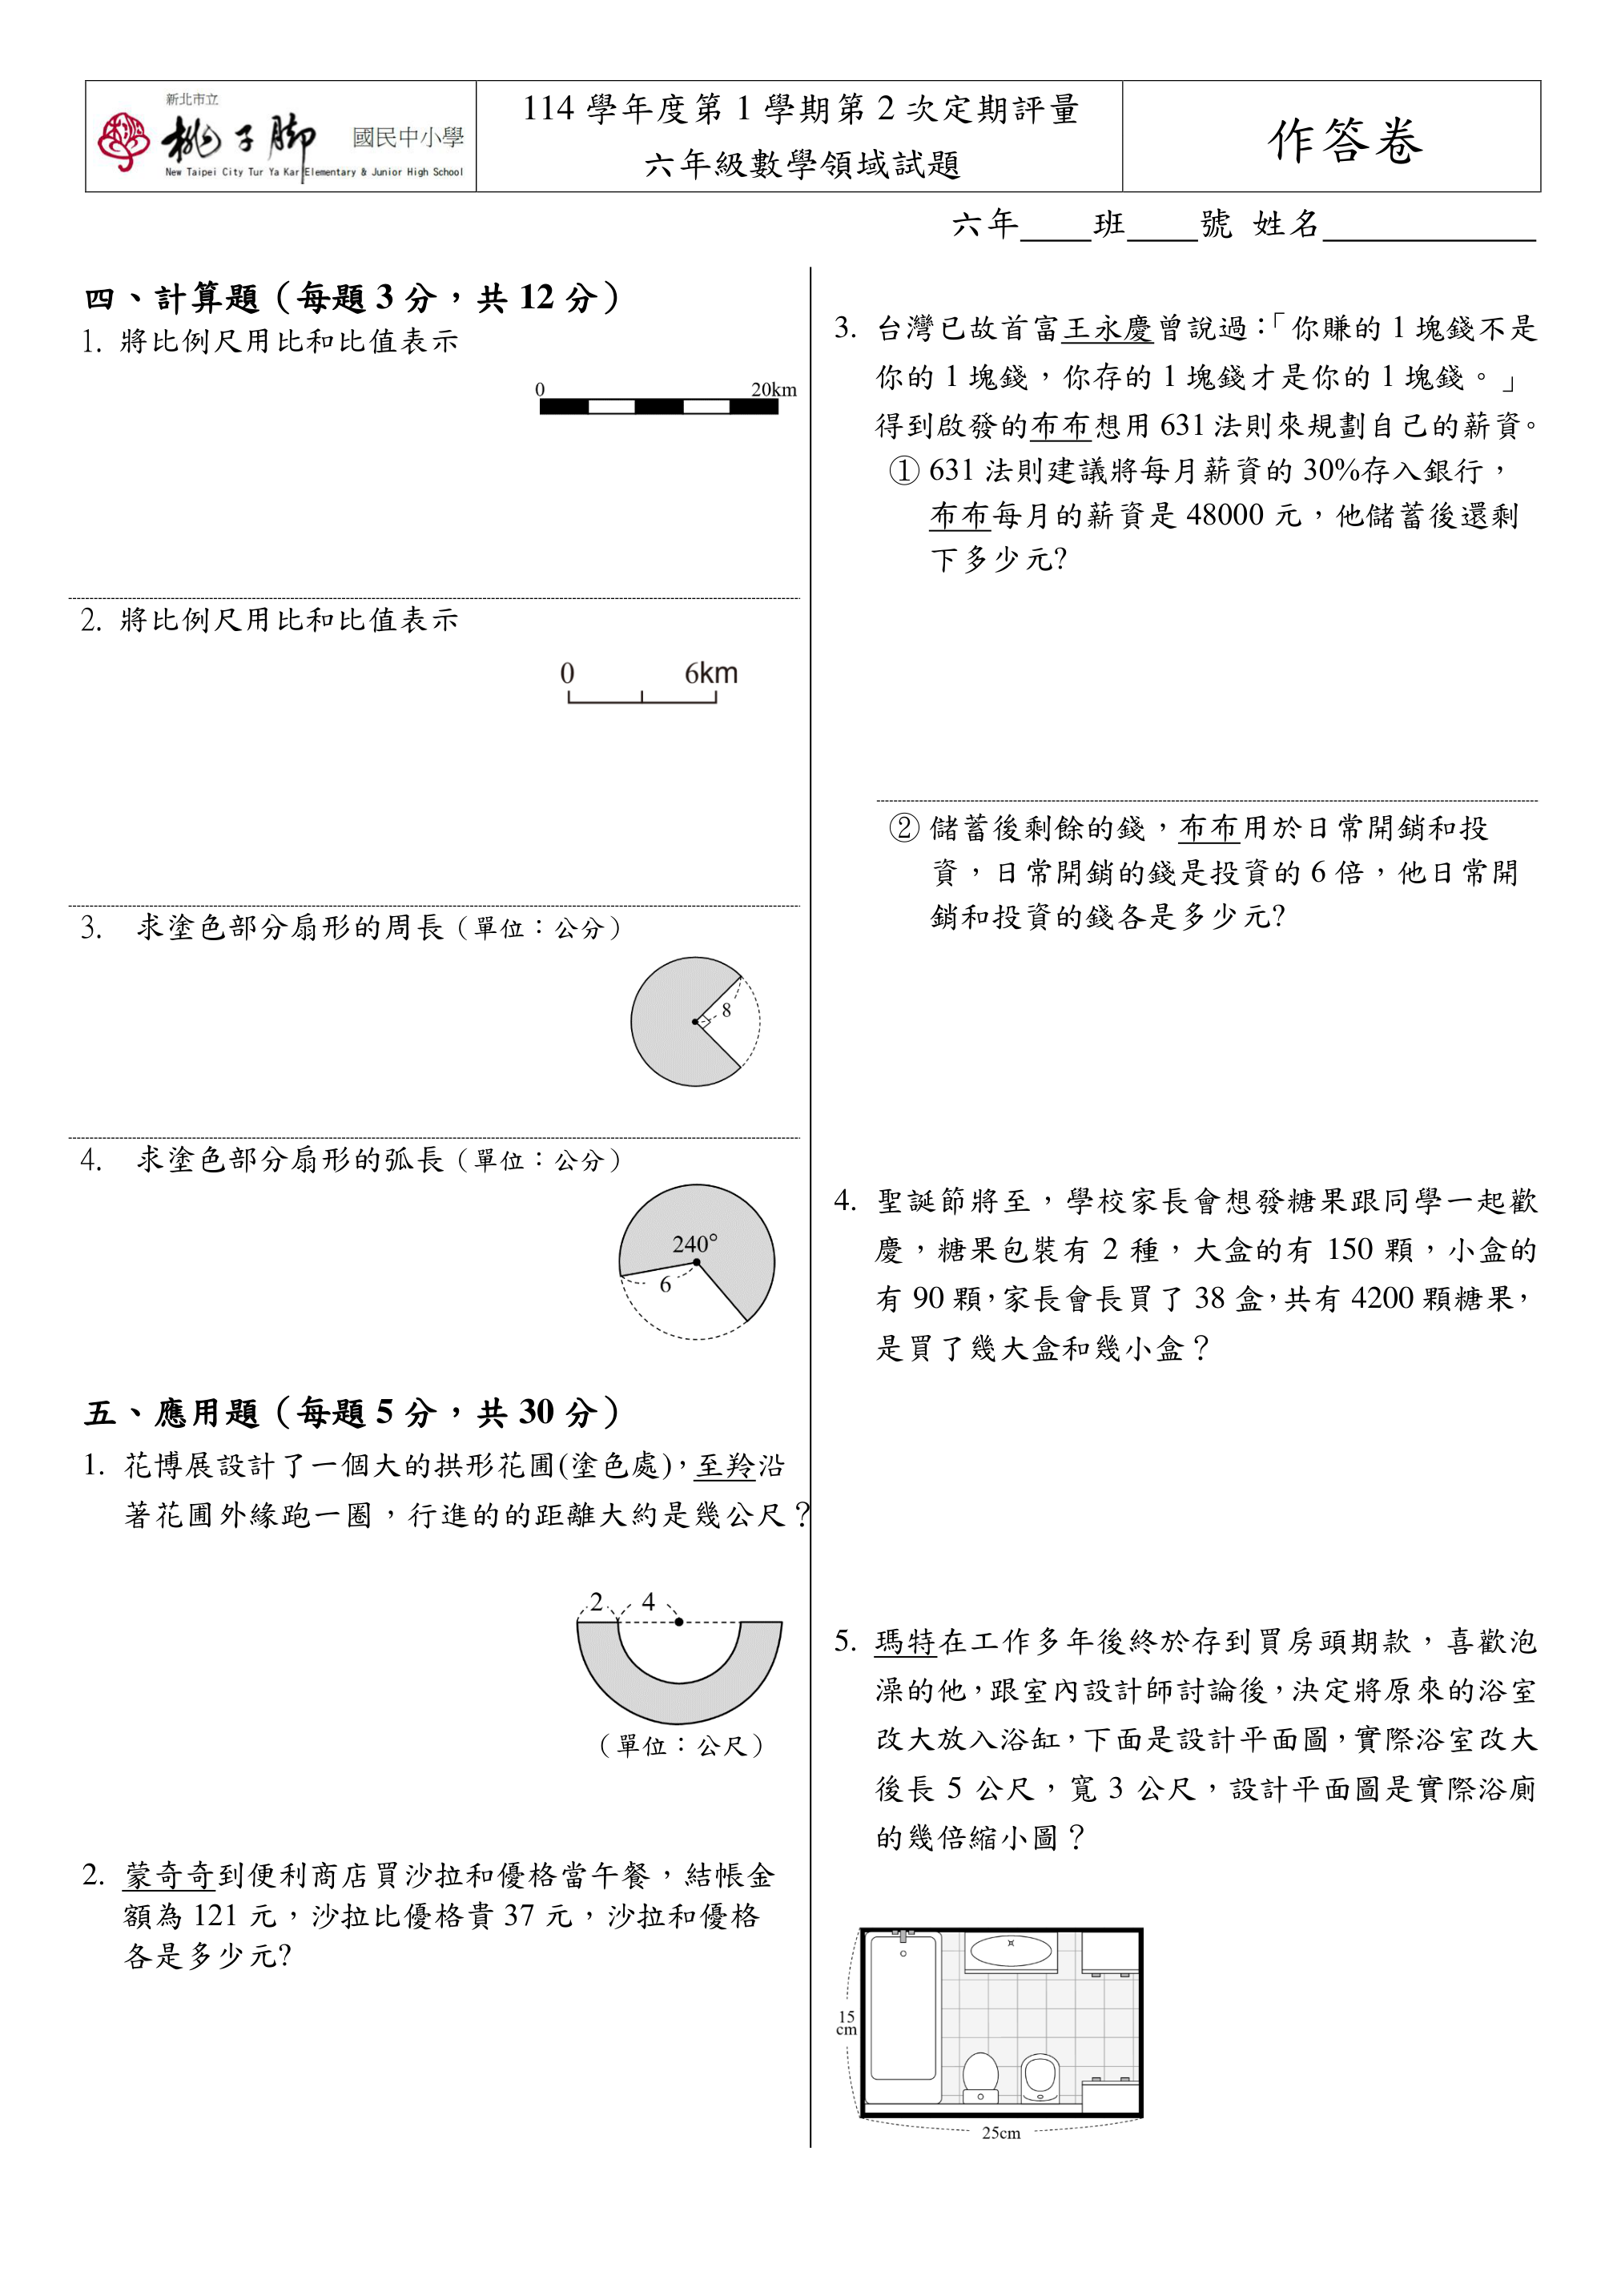 新北市立
桃子腳 國民中小學
New Taipei City Tur Ya Kar Elementary & Junior High School
114 學年度第 1 學期第 2 次定期評量
六年級數學領域試題
作答卷
六年____班____號 姓名____________
四、計算題（每題 3 分，共 12 分）
1. 將比例尺用比和比值表示
0 20km
2. 將比例尺用比和比值表示
0 6km
3. 求塗色部分扇形的周長（單位：公分）
8
4. 求塗色部分扇形的弧長（單位：公分）
240°
6
五、應用題（每題 5 分，共 30 分）
1. 花博展設計了一個大的拱形花圃(塗色處)，至羚沿
著花圃外緣跑一圈，行進的的距離大約是幾公尺？
2 4
（單位：公尺）
2. 蒙奇奇到便利商店買沙拉和優格當午餐，結帳金
額為 121 元，沙拉比優格貴 37 元，沙拉和優格
各是多少元?
3. 台灣已故首富王永慶曾說過：「你賺的 1 塊錢不是
你的 1 塊錢，你存的 1 塊錢才是你的 1 塊錢。」
得到啟發的布布想用 631 法則來規劃自己的薪資。
① 631 法則建議將每月薪資的 30%存入銀行，
布布每月的薪資是 48000 元，他儲蓄後還剩
下多少元?
② 儲蓄後剩餘的錢，布布用於日常開銷和投
資，日常開銷的錢是投資的 6 倍，他日常開
銷和投資的錢各是多少元?
4. 聖誕節將至，學校家長會想發糖果跟同學一起歡
慶，糖果包裝有 2 種，大盒的有 150 顆，小盒的
有 90 顆，家長會長買了 38 盒，共有 4200 顆糖果，
是買了幾大盒和幾小盒？
5. 瑪特在工作多年後終於存到買房頭期款，喜歡泡
澡的他，跟室內設計師討論後，決定將原來的浴室
改大放入浴缸，下面是設計平面圖，實際浴室改大
後長 5 公尺，寬 3 公尺，設計平面圖是實際浴廁
的幾倍縮小圖？
15
cm
25cm